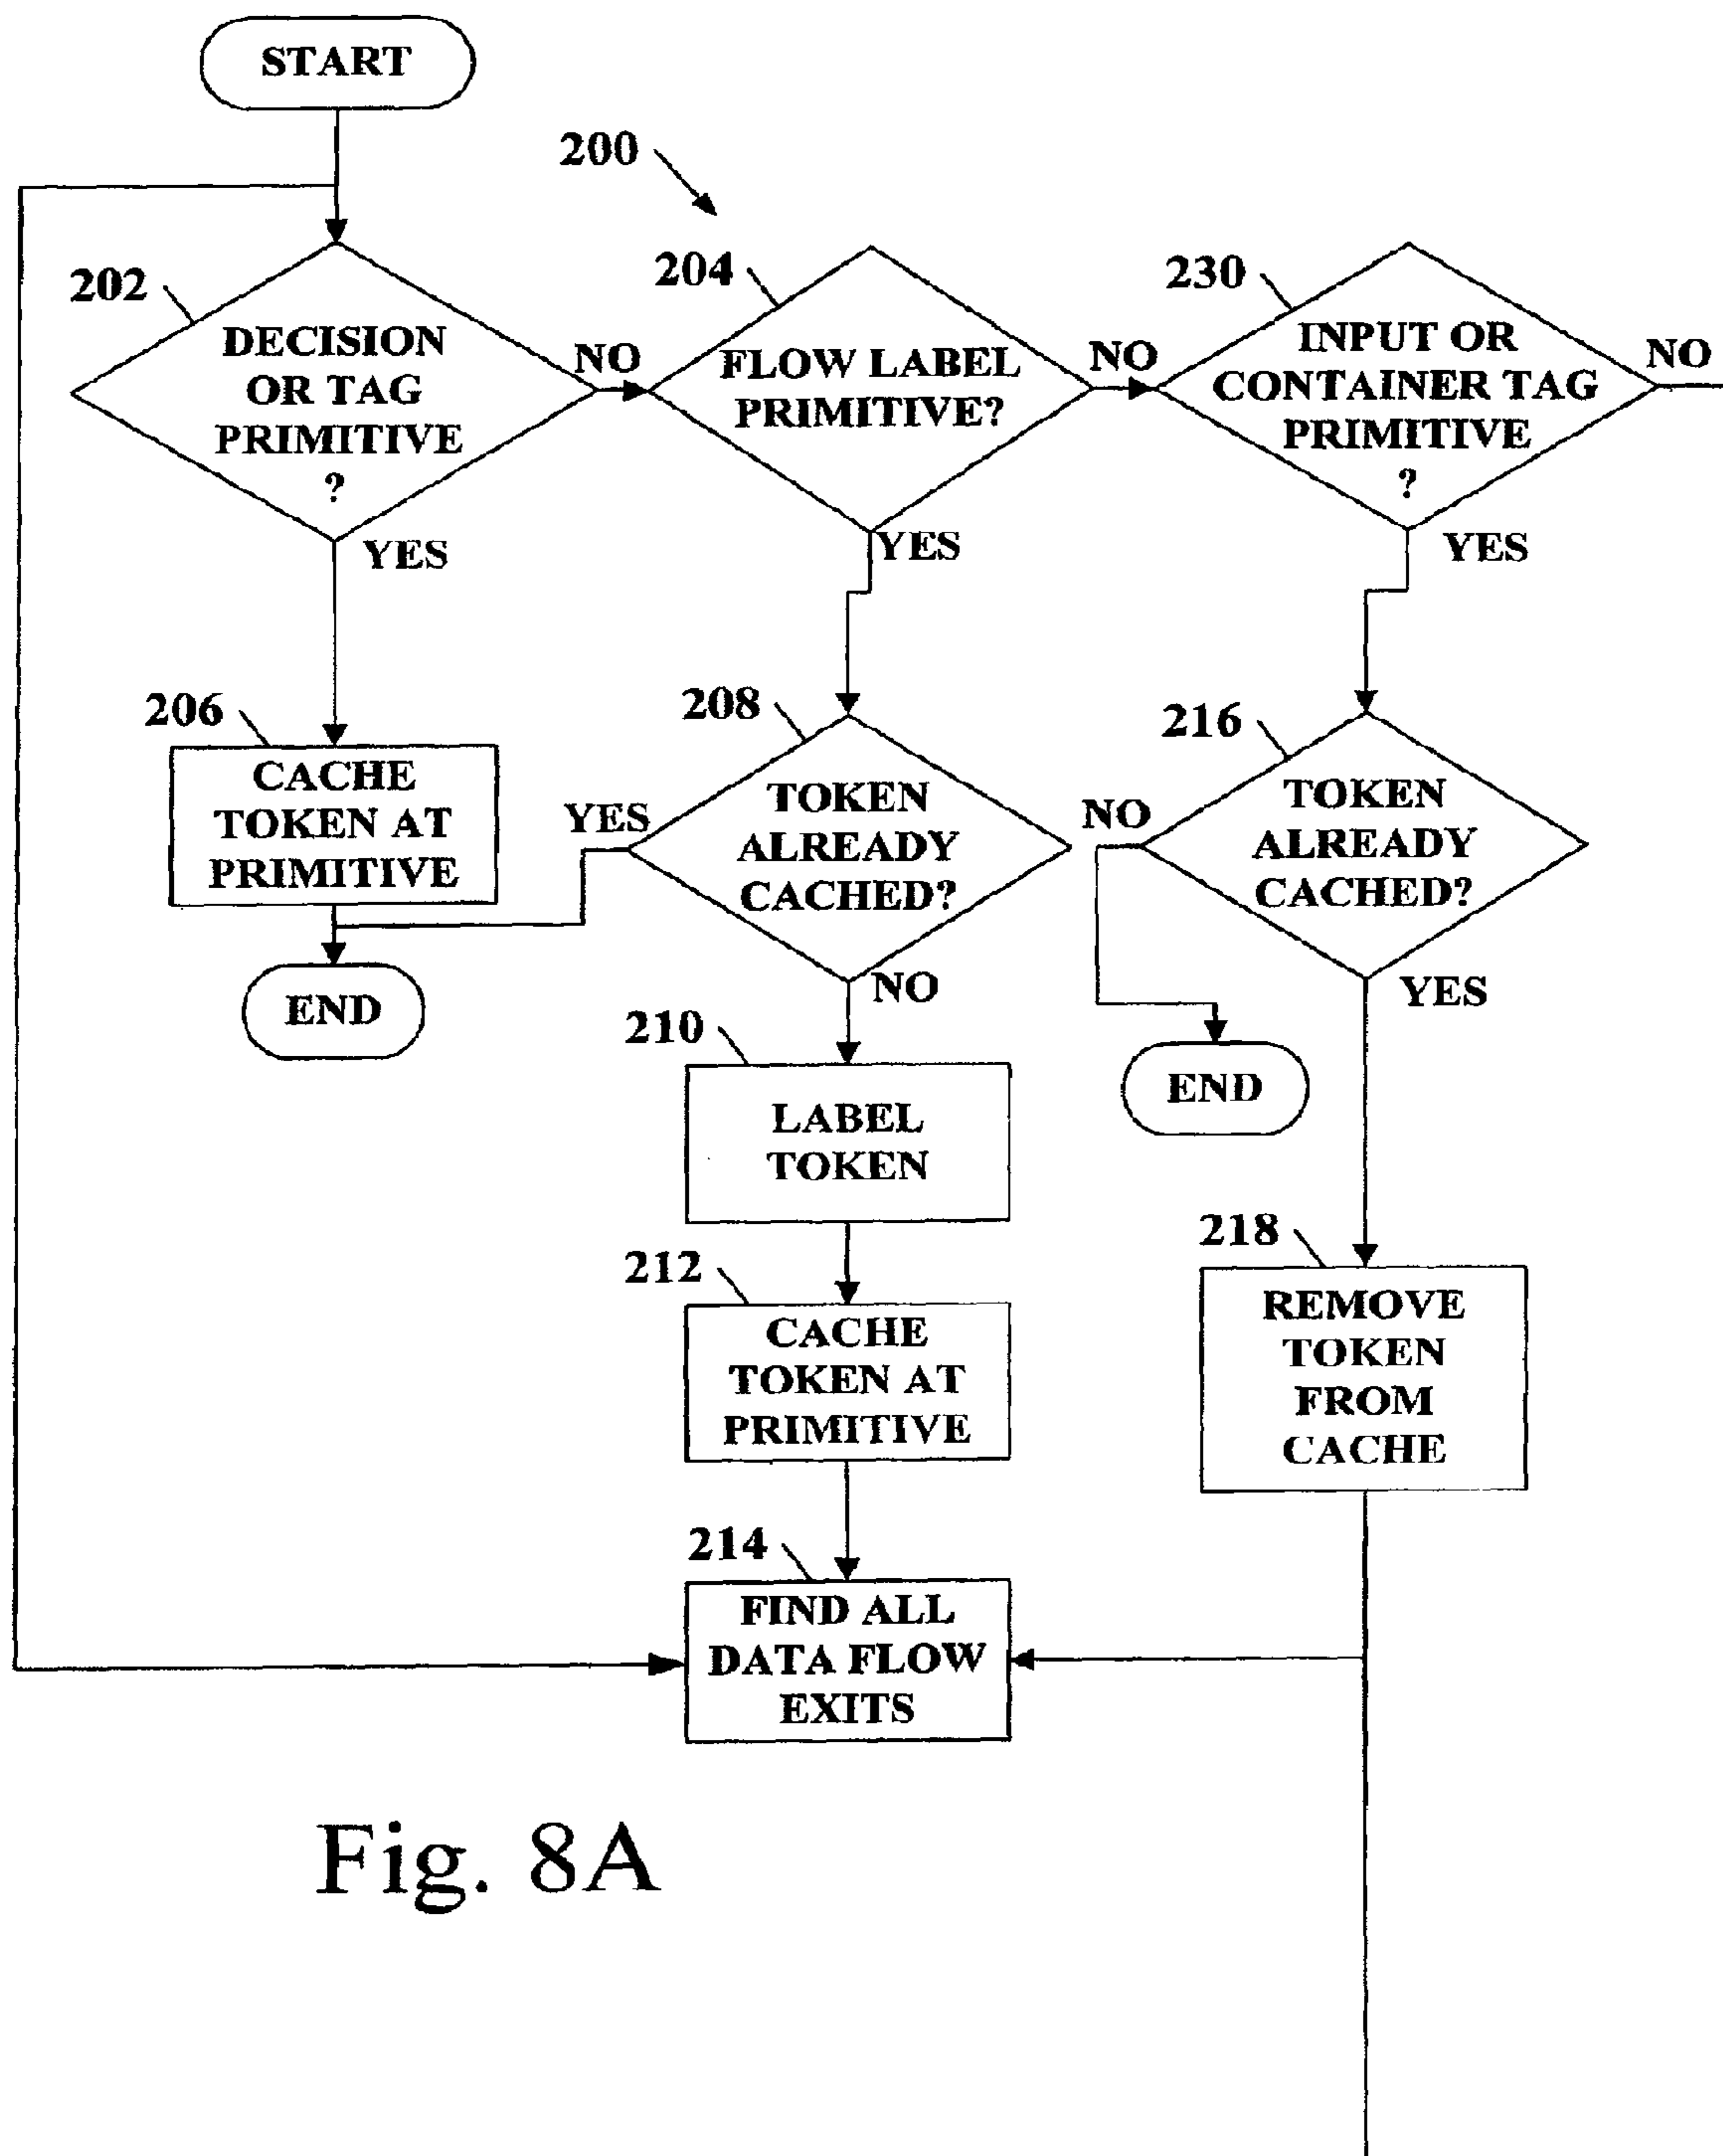 START
200
202
DECISION
OR TAG
PRIMITIVE
?
NO
YES
204
FLOW LABEL
PRIMITIVE?
NO
YES
230
INPUT OR
CONTAINER TAG
PRIMITIVE
?
NO
YES
206
CACHE
TOKEN AT
PRIMITIVE
END
208
TOKEN
ALREADY
CACHED?
YES
NO
216
TOKEN
ALREADY
CACHED?
NO
YES
END
210
LABEL
TOKEN
212
CACHE
TOKEN AT
PRIMITIVE
218
REMOVE
TOKEN
FROM
CACHE
214
FIND ALL
DATA FLOW
EXITS
Fig. 8A